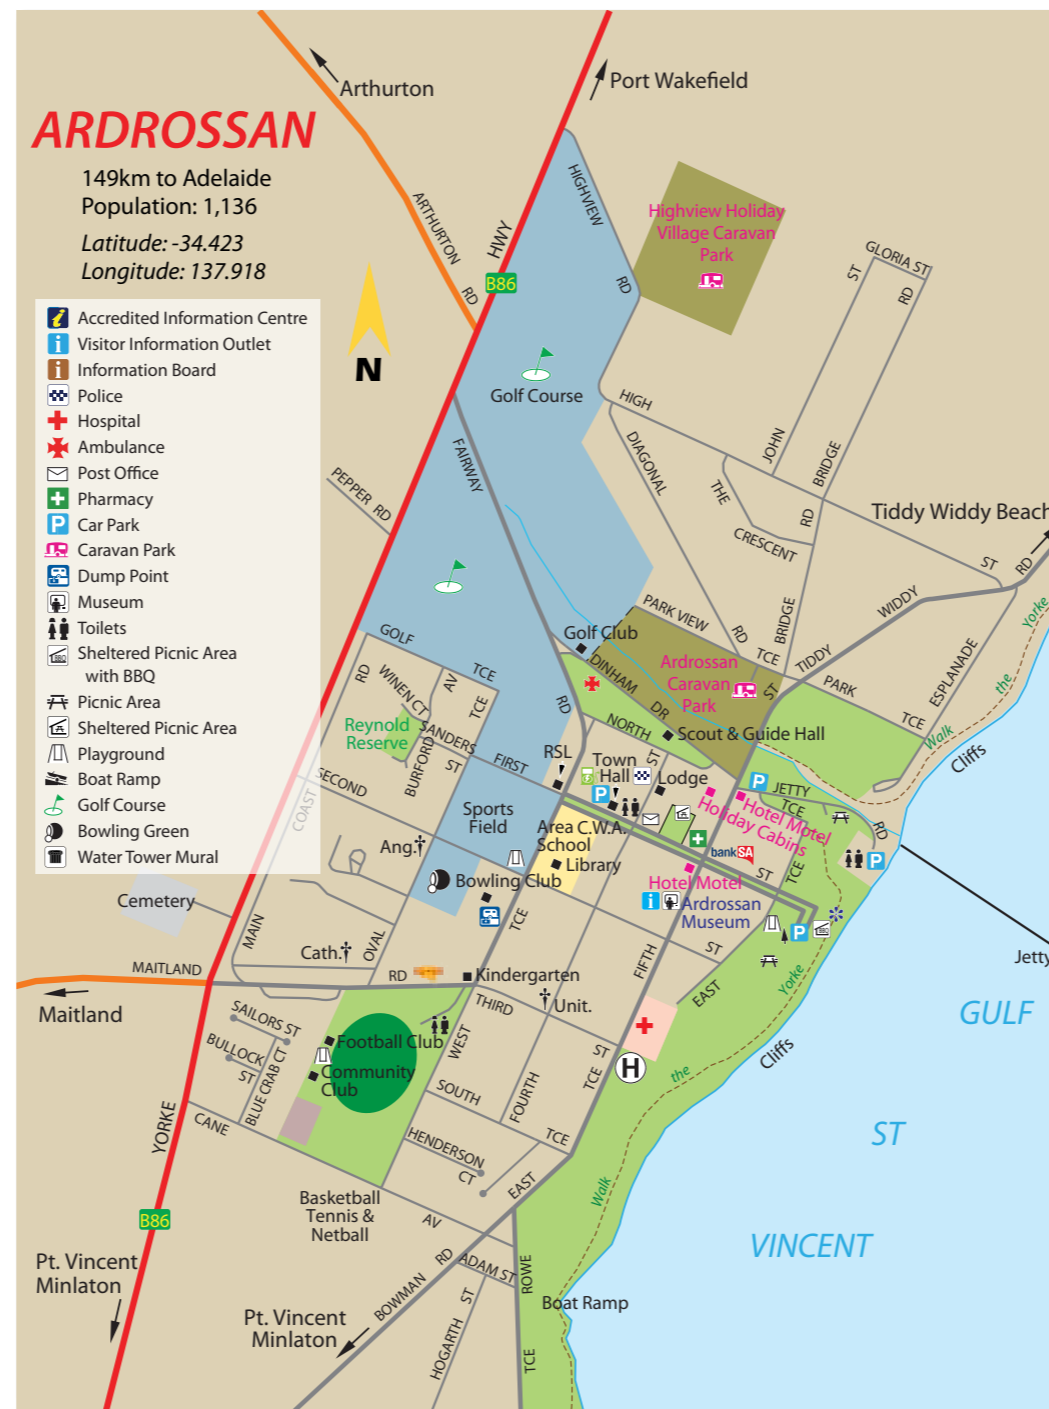 ARDROSSAN
149km to Adelaide
Population: 1,136
Latitude: -34.423
Longitude: 137.918
Accredited Information Centre
Visitor Information Outlet
Information Board
Police
Hospital
Ambulance
Post Office
Pharmacy
Car Park
Caravan Park
Dump Point
Museum
Toilets
Sheltered Picnic Area
with BBQ
Picnic Area
Sheltered Picnic Area
Playground
Boat Ramp
Golf Course
Bowling Green
Water Tower Mural
N
Arthurton
Port Wakefield
ARTHURTON
RD
HWY
B86
HIGHVIEW
RD
Highview Holiday
Village Caravan
Park
GLORIA ST
ST
RD
JOHN
BRIDGE
RD
BRIDGE
Golf Course
HIGH
ST
DIAGONAL
RD
THE
CRESCENT
Tiddy Widdy Beach
RD
WIDDY
TIDDY
FAIRWAY
RD
PEPPER RD
PARK VIEW
TCE
Golf Club
DINHAM
DR
Ardrossan
Caravan
Park
ST
PARK
TCE
ESPLANADE
Yorke
the
Walk
Cliffs
GOLF
TCE
RD
WINEN CT
AV
TCE
Reynold
Reserve
SANDERS
ST
BURFORD
FIRST
ST
SECOND
ST
COAST
NORTH
ST
Scout & Guide Hall
RSL
Town
Hall
P
Lodge
P
JETTY
TCE
Hotel Motel
Holiday Cabins
RD
P
Sports
Field
Area
School
C.W.A.
Library
bankSA
TCE
Hotel Motel
i
Ardrossan
Museum
P
BBQ
Ang.
Bowling Club
TCE
Cemetery
MAIN
Cath.
OVAL
MAITLAND
RD
Maitland
Kindergarten
THIRD
ST
Unit.
FIFTH
EAST
Yorke
the
Walk
Cliffs
H
TCE
Jetty
GULF
ST
VINCENT
SAILORS ST
BULLOCK
ST
BLUE CRAB CT
Football Club
Community
Club
WEST
SOUTH
TCE
FOURTH
HENDERSON
CT
CANE
AV
YORKE
B86
Basketball
Tennis &
Netball
EAST
BOWMAN
RD
ADAM ST
HOGARTH
ST
ROWE
TCE
Boat Ramp
Pt. Vincent
Minlaton
Pt. Vincent
Minlaton